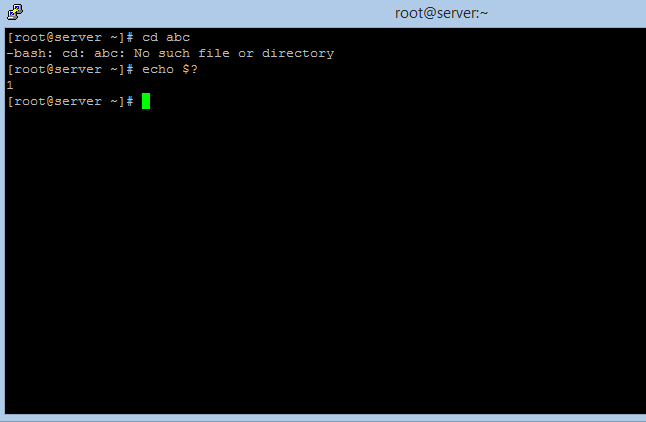 root@server:~
[root@server ~]# cd abc
-bash: cd: abc: No such file or directory
[root@server ~]# echo $?
1
[root@server ~]#